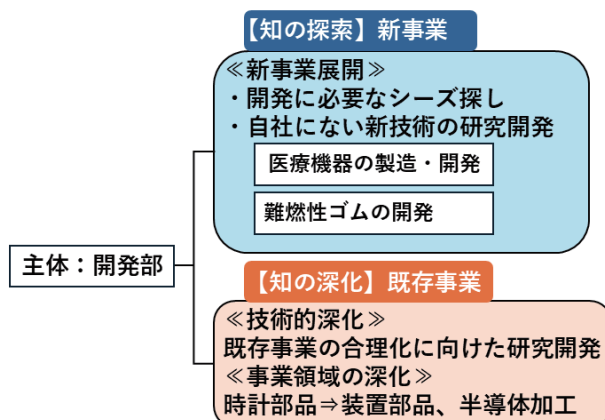 【知の探索】新事業
≪新事業展開≫
・開発に必要なシーズ探し
・自社にない新技術の研究開発
医療機器の製造・開発
難燃性ゴムの開発
主体：開発部
【知の深化】既存事業
≪技術的深化≫
既存事業の合理化に向けた研究開発
≪事業領域の深化≫
時計部品⇒装置部品、半導体加工